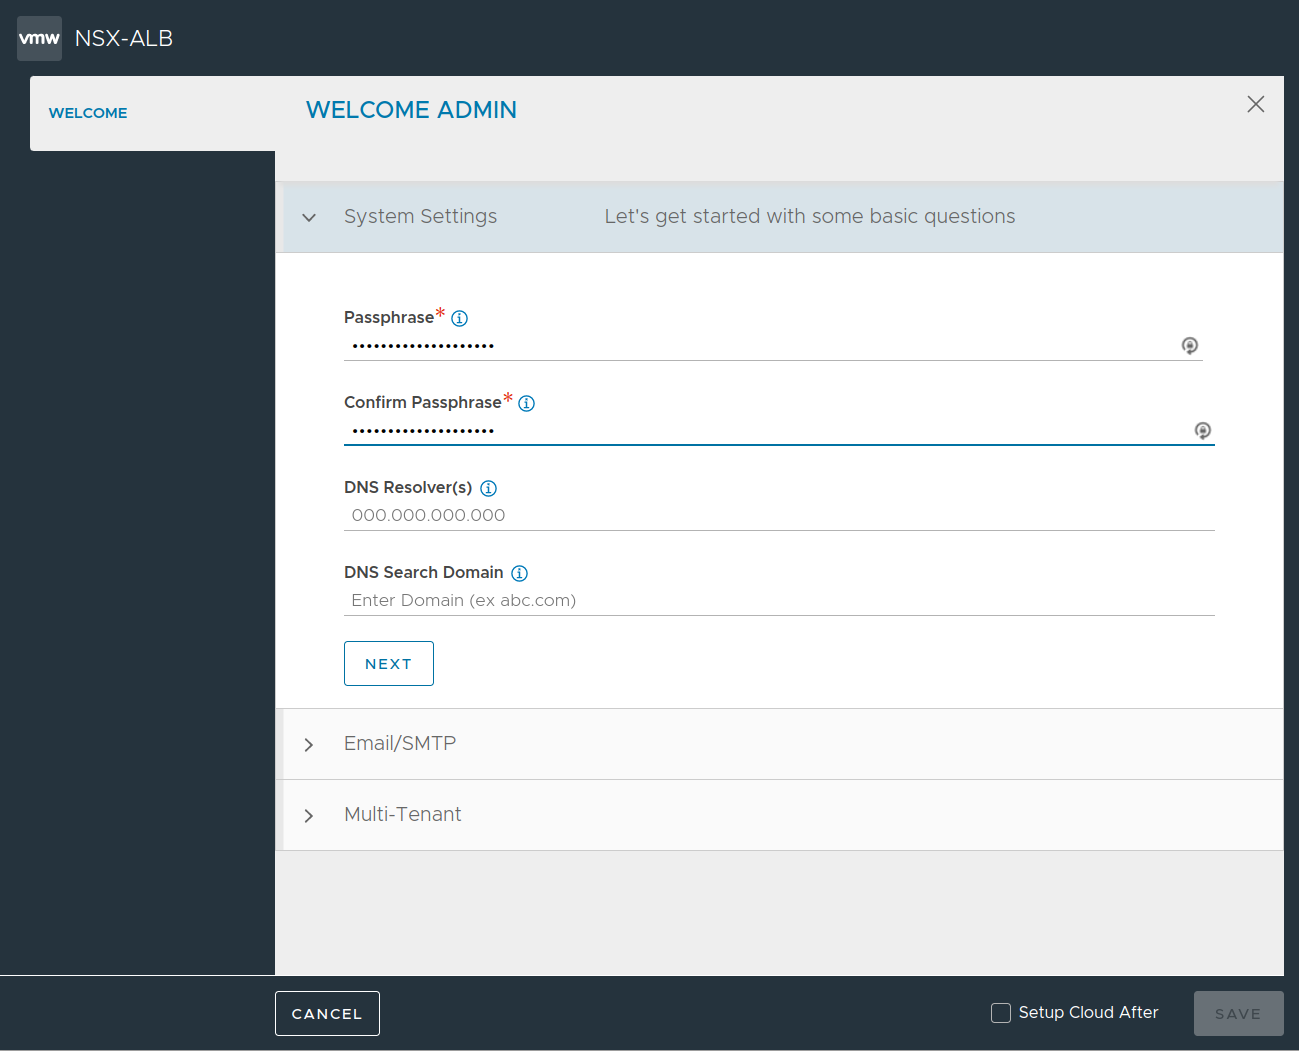 vmw NSX-ALB
WELCOME
WELCOME ADMIN
System Settings Let's get started with some basic questions
Passphrase*
••••••••••••••••••••
Confirm Passphrase*
••••••••••••••••••••
DNS Resolver(s)
000.000.000.000
DNS Search Domain
Enter Domain (ex abc.com)
NEXT
Email/SMTP
Multi-Tenant
CANCEL
Setup Cloud After
SAVE